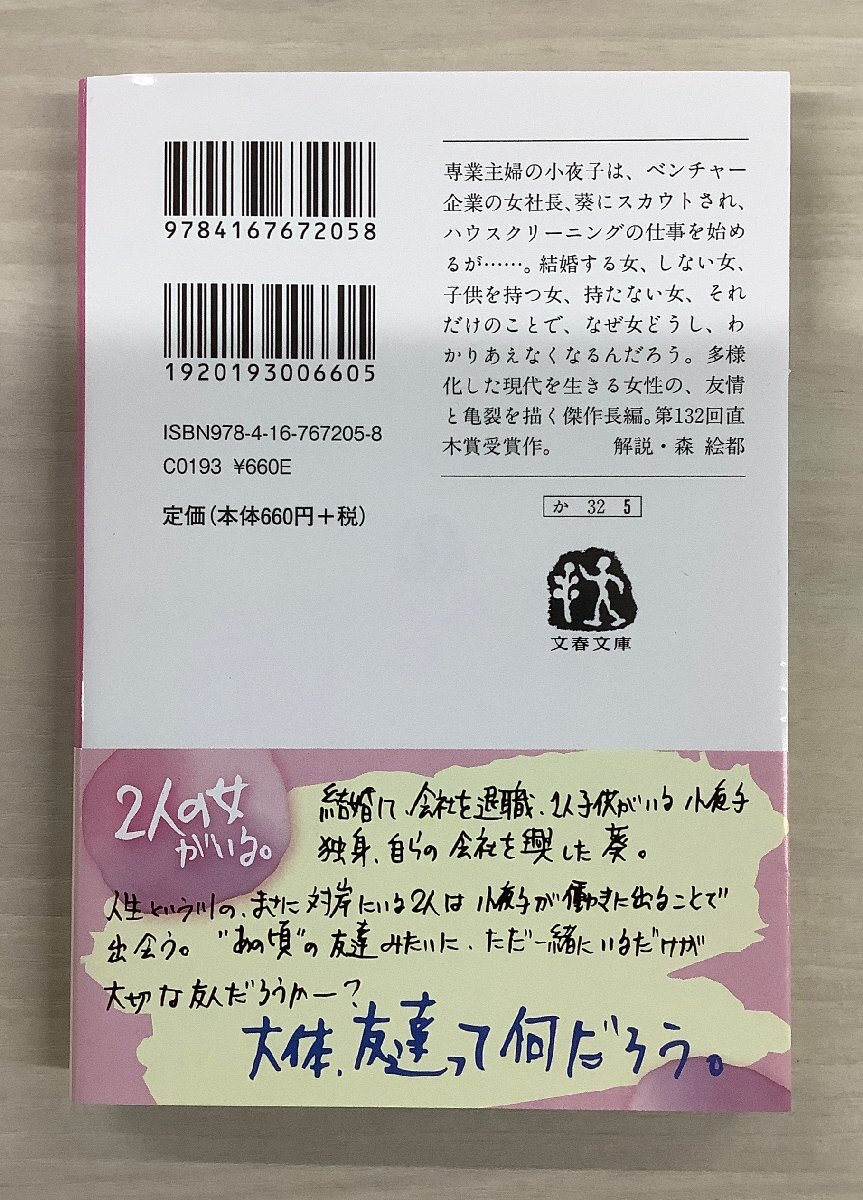 9784167672058
1920193006605
ISBN978-4-16-767205-8
C0193 ¥660E
定価(本体660円+税)
専業主婦の小夜子は、ベンチャー
企業の女社長、葵にスカウトされ、
ハウスクリーニングの仕事を始め
るが……。結婚する女、しない女、
子供を持つ女、持たない女、それ
だけのことで、なぜ女どうし、わ
かりあえなくなるんだろう。多様
化した現代を生きる女性の、友情
と亀裂を描く傑作長編。第132回直
木賞受賞作。 解説・森 絵都
か 32 5
文春文庫
2人の女
がいる。
結婚して、会社を退職、1人子供がいる小夜子
独身、自らの会社を興した葵。
人生という川の、まさに対岸にいる2人は小夜子が働きに出ることで
出会う。"あの頃"の友達みたいに、ただ一緒にいるだけが
大切な友人だろうか―?
大体、友達って何だろう。